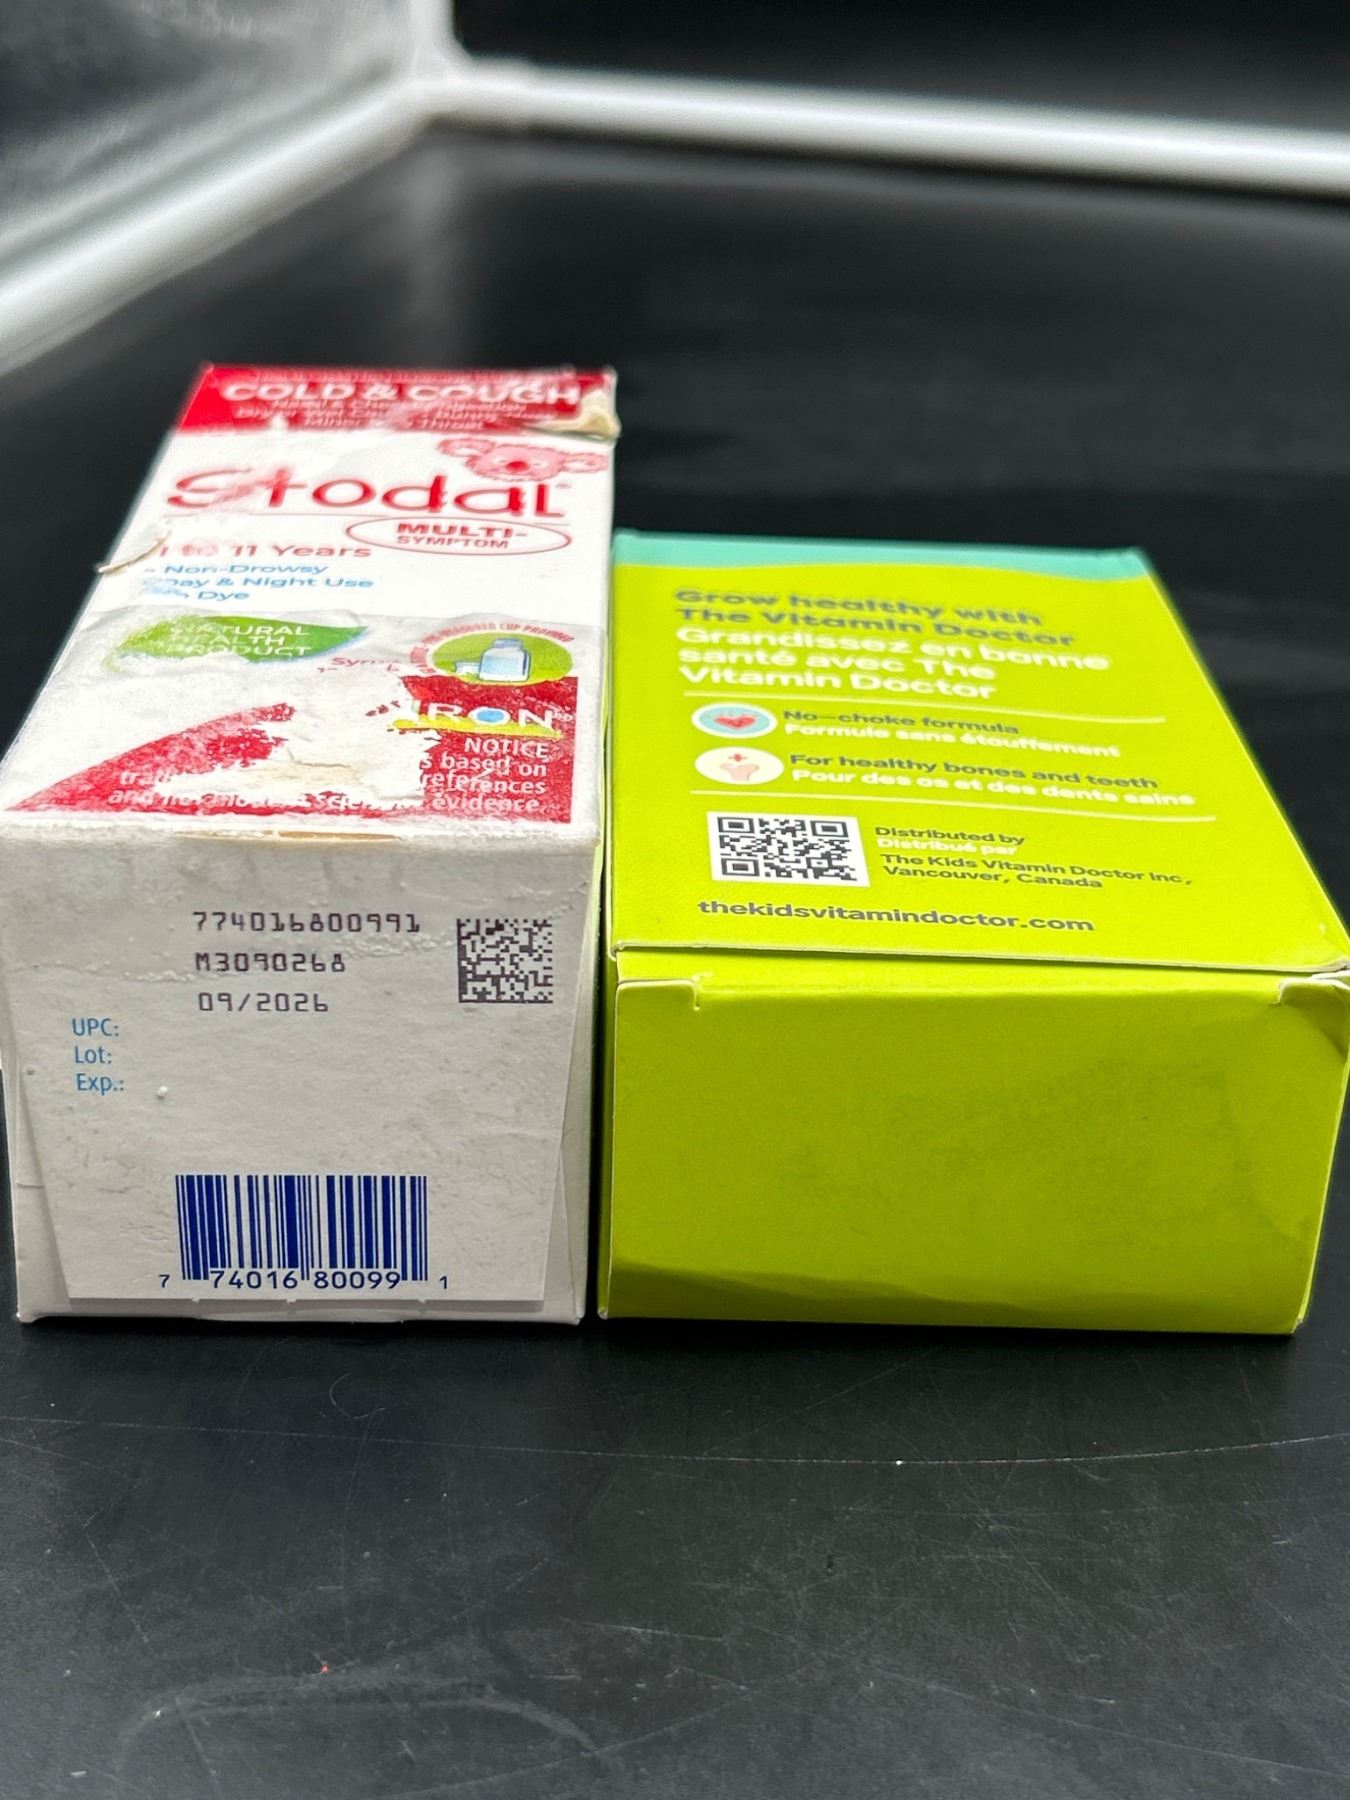 COLD & COUGH
Stodal
MULTI-
SYMPTOM
to 11 Years
Non-Drowsy
Day & Night Use
Dye
NATURAL
HEALTH
PRODUCT
CUP PROVIDED
IRON
NOTICE
s based on
references
evidence.
774016800991
M3090268
09/2026
UPC:
Lot:
Exp.:
7 74016 80099 1
Grow healthy with
The Vitamin Doctor
Grandissez en bonne
santé avec The
Vitamin Doctor
No-choke formula
Formule sans étouffement
For healthy bones and teeth
Pour des os et des dents sains
Distributed by
Distribué par
The Kids Vitamin Doctor Inc,
Vancouver, Canada
thekidsvitamindoctor.com